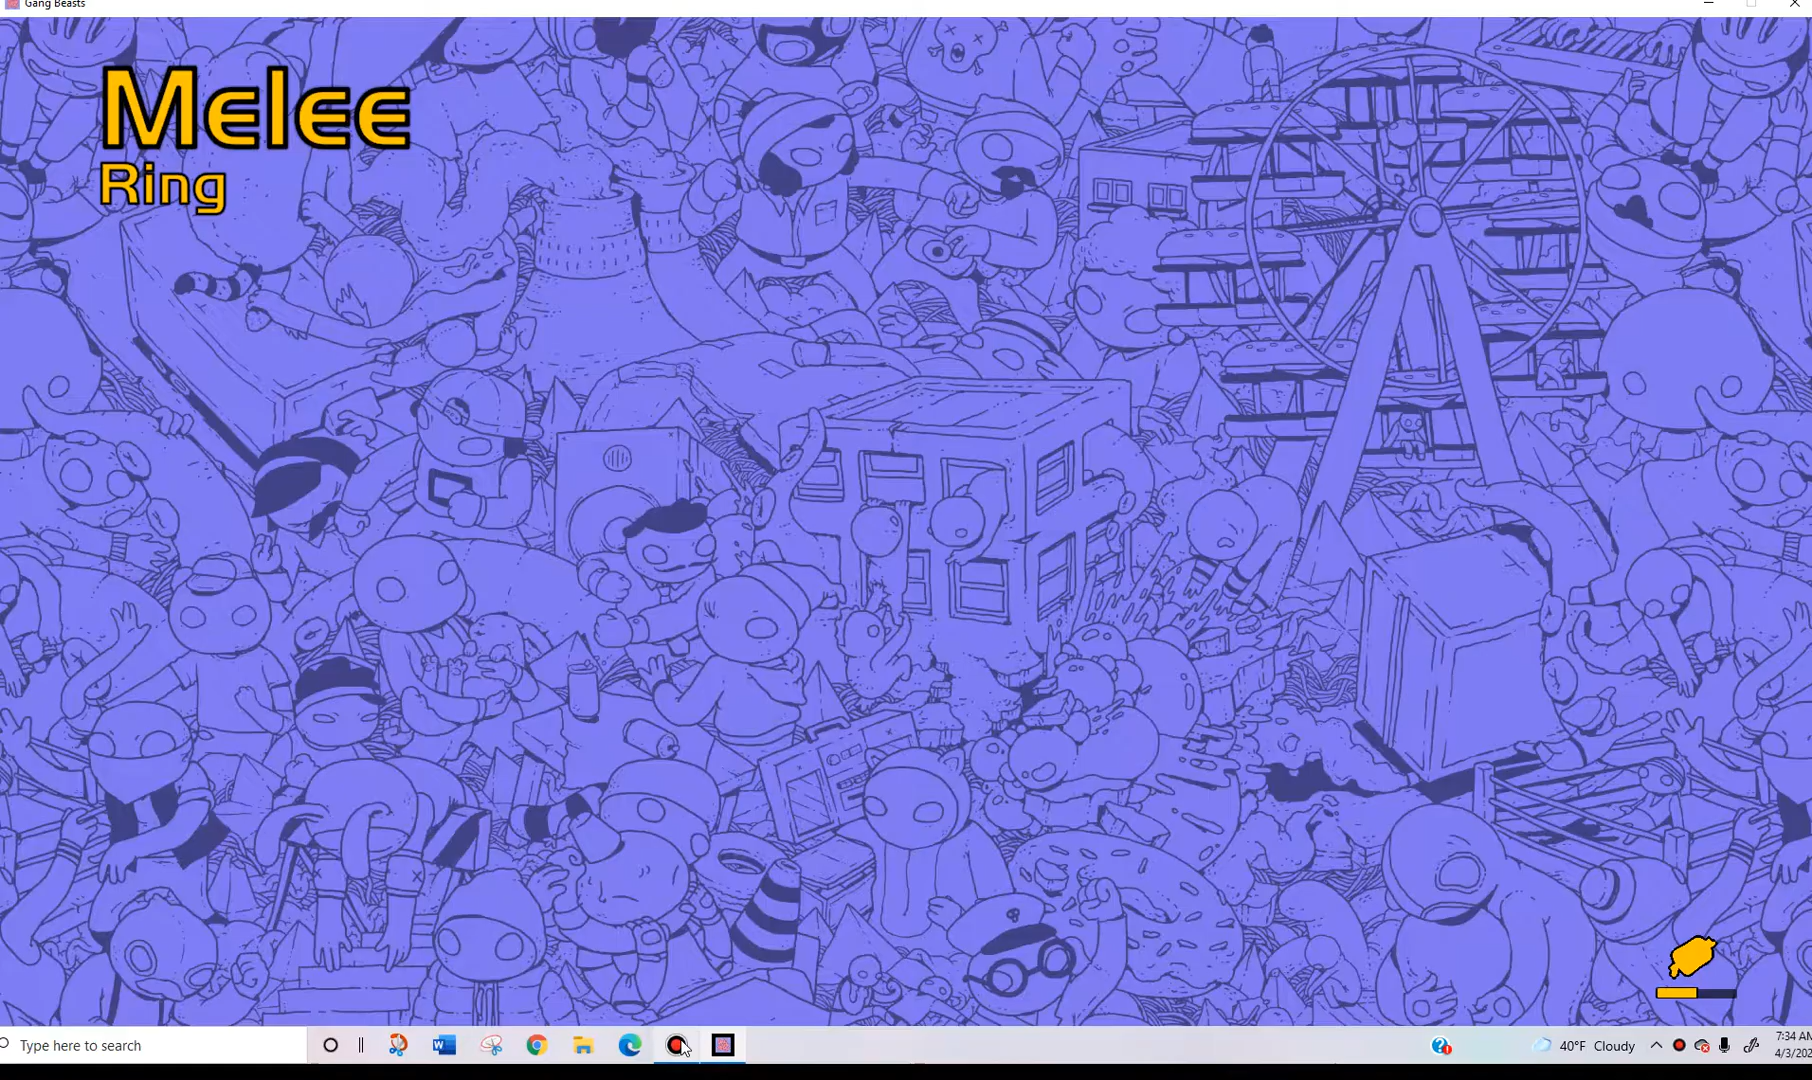 Gang Beasts
Melee
Ring
Type here to search
40°F Cloudy
7:34 AM